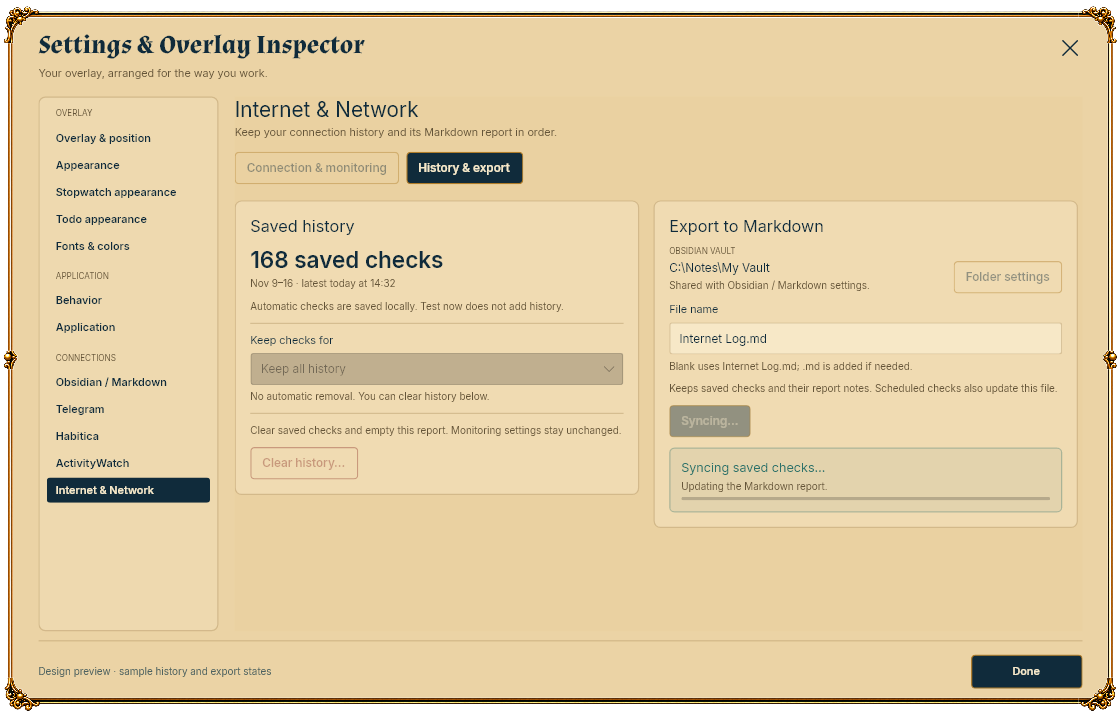 Settings & Overlay Inspector
Your overlay, arranged for the way you work.
OVERLAY
Overlay & position
Appearance
Stopwatch appearance
Todo appearance
Fonts & colors
APPLICATION
Behavior
Application
CONNECTIONS
Obsidian / Markdown
Telegram
Habitica
ActivityWatch
Internet & Network
Internet & Network
Keep your connection history and its Markdown report in order.
Connection & monitoring
History & export
Saved history
168 saved checks
Nov 9–16 · latest today at 14:32
Automatic checks are saved locally. Test now does not add history.
Keep checks for
Keep all history
No automatic removal. You can clear history below.
Clear saved checks and empty this report. Monitoring settings stay unchanged.
Clear history...
Export to Markdown
OBSIDIAN VAULT
C:\Notes\My Vault
Shared with Obsidian / Markdown settings.
Folder settings
File name
Internet Log.md
Blank uses Internet Log.md; .md is added if needed.
Keeps saved checks and their report notes. Scheduled checks also update this file.
Syncing...
Syncing saved checks...
Updating the Markdown report.
Design preview · sample history and export states
Done